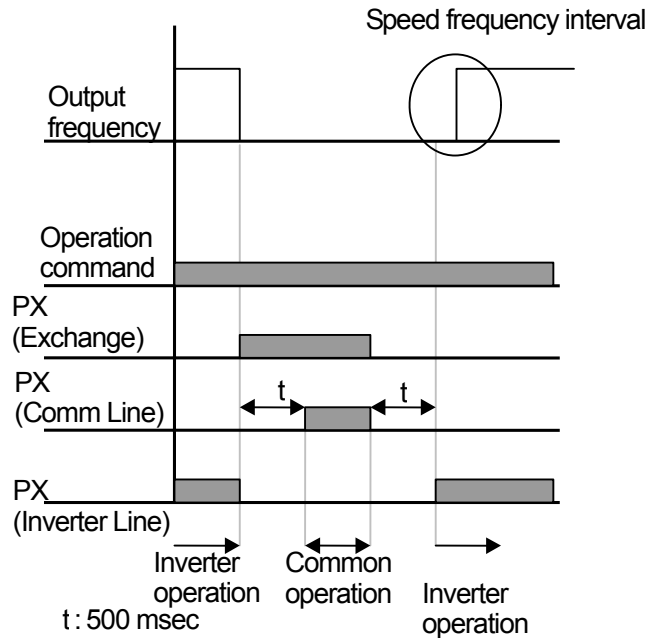 Speed frequency interval
Output
frequency
Operation
command
PX
(Exchange)
t
t
PX
(Comm Line)
PX
(Inverter Line)
Inverter
operation
Common
operation
Inverter
operation
t : 500 msec